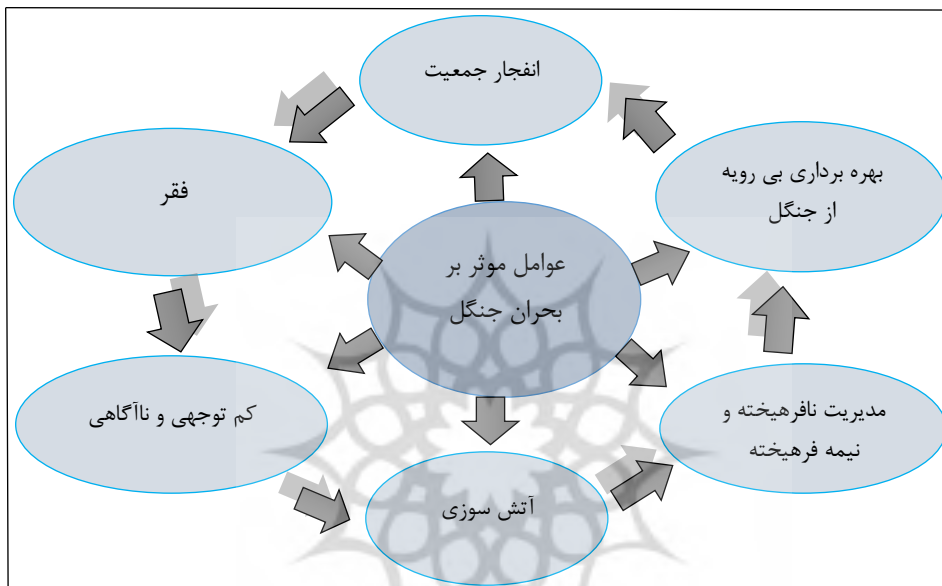 انفجار جمعیت
فقر
بهره برداری بی رویه
از جنگل
عوامل موثر بر
بحران جنگل
کم توجهی و ناآگاهی
مدیریت نافرهیخته و
نیمه فرهیخته
آتش سوزی